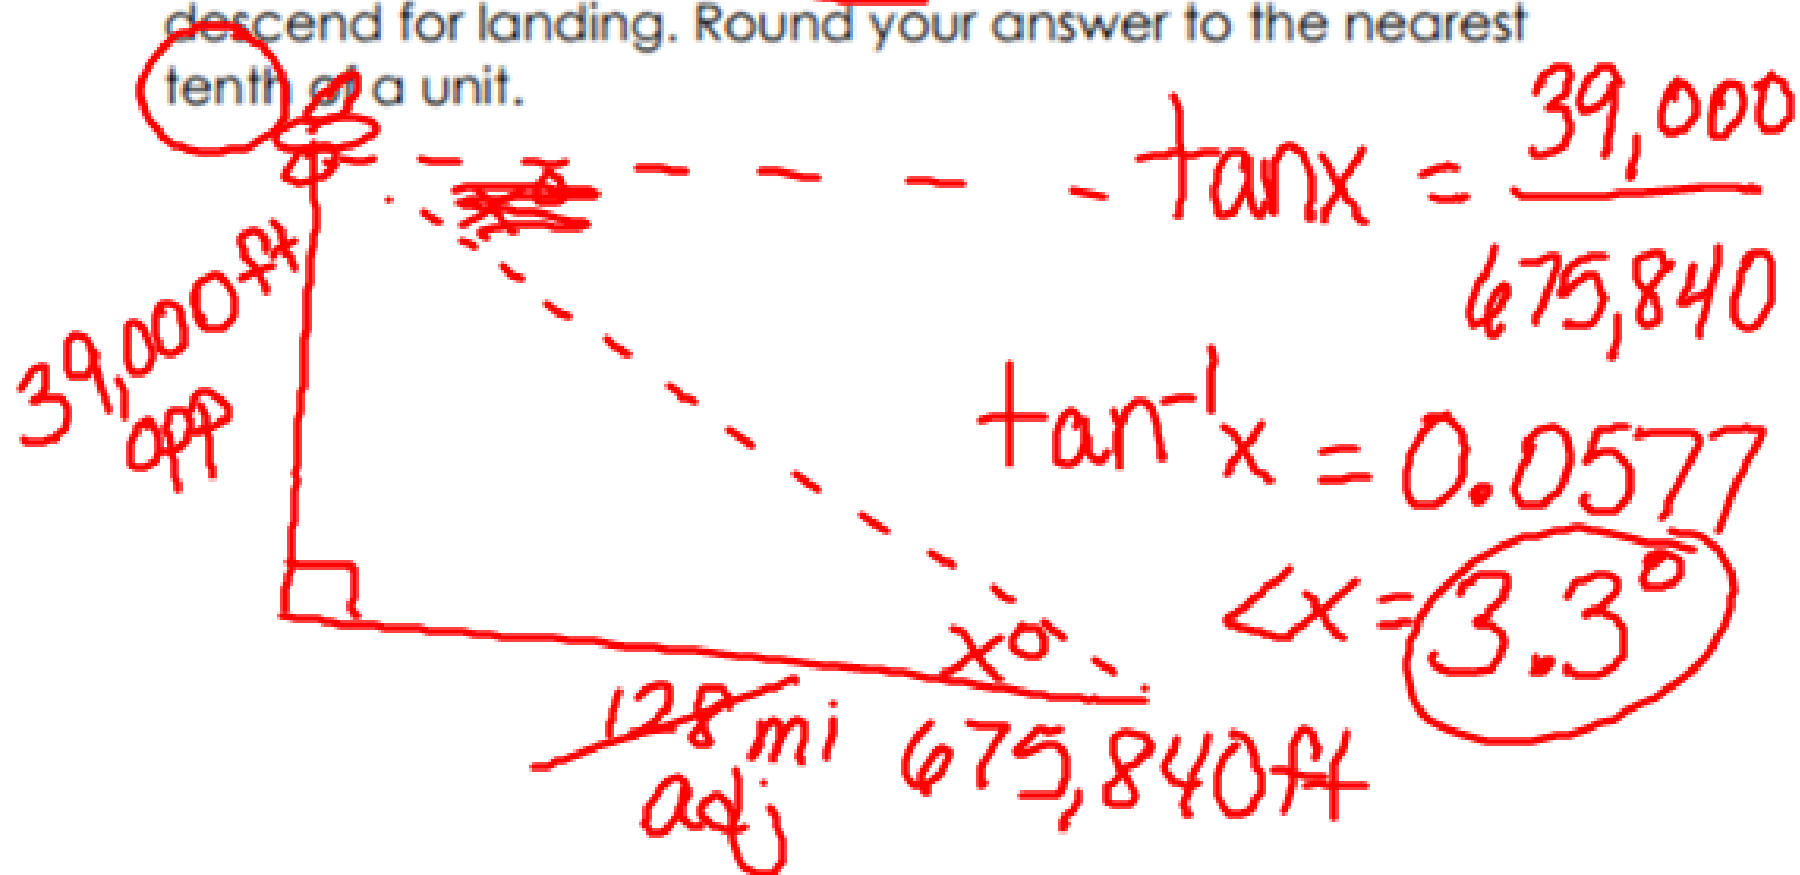 descend for landing. Round your answer to the nearest
tenth of a unit.
tanx = 39,000
675,840
39,000ft
opp
tan⁻¹x = 0.0577
<x = 3.3°
x°
128 mi 675,840ft
adj